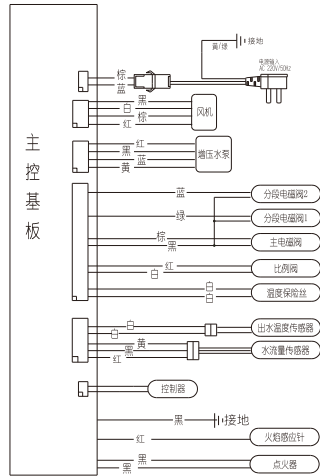 黄/绿
接地
电源输入
AC 220V/50Hz
棕
蓝
黑
白
棕
红
风机
红
黑
蓝
黄
增压水泵
主控基板
蓝
分段电磁阀2
绿
分段电磁阀1
棕
黑
主电磁阀
红
白
比例阀
白
白
温度保险丝
白
白
出水温度传感器
黄
黑
红
水流量传感器
控制器
黑
接地
红
火焰感应针
黑
黑
点火器